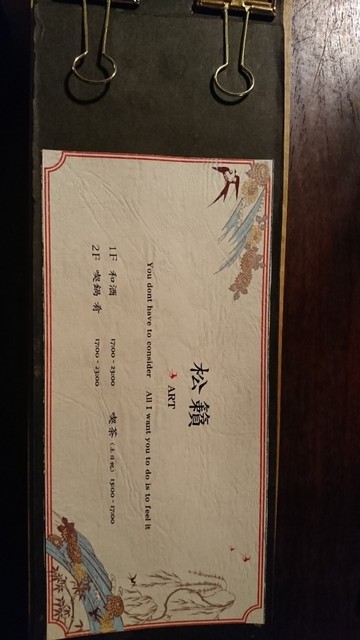 松籟
ART
You dont have to consider All I want you to do is to feel it
1F 和酒 17:00 - 23:00 喫茶 (土日祝) 13:00 - 17:00
2F 喫鍋 肴 17:00 - 23:00